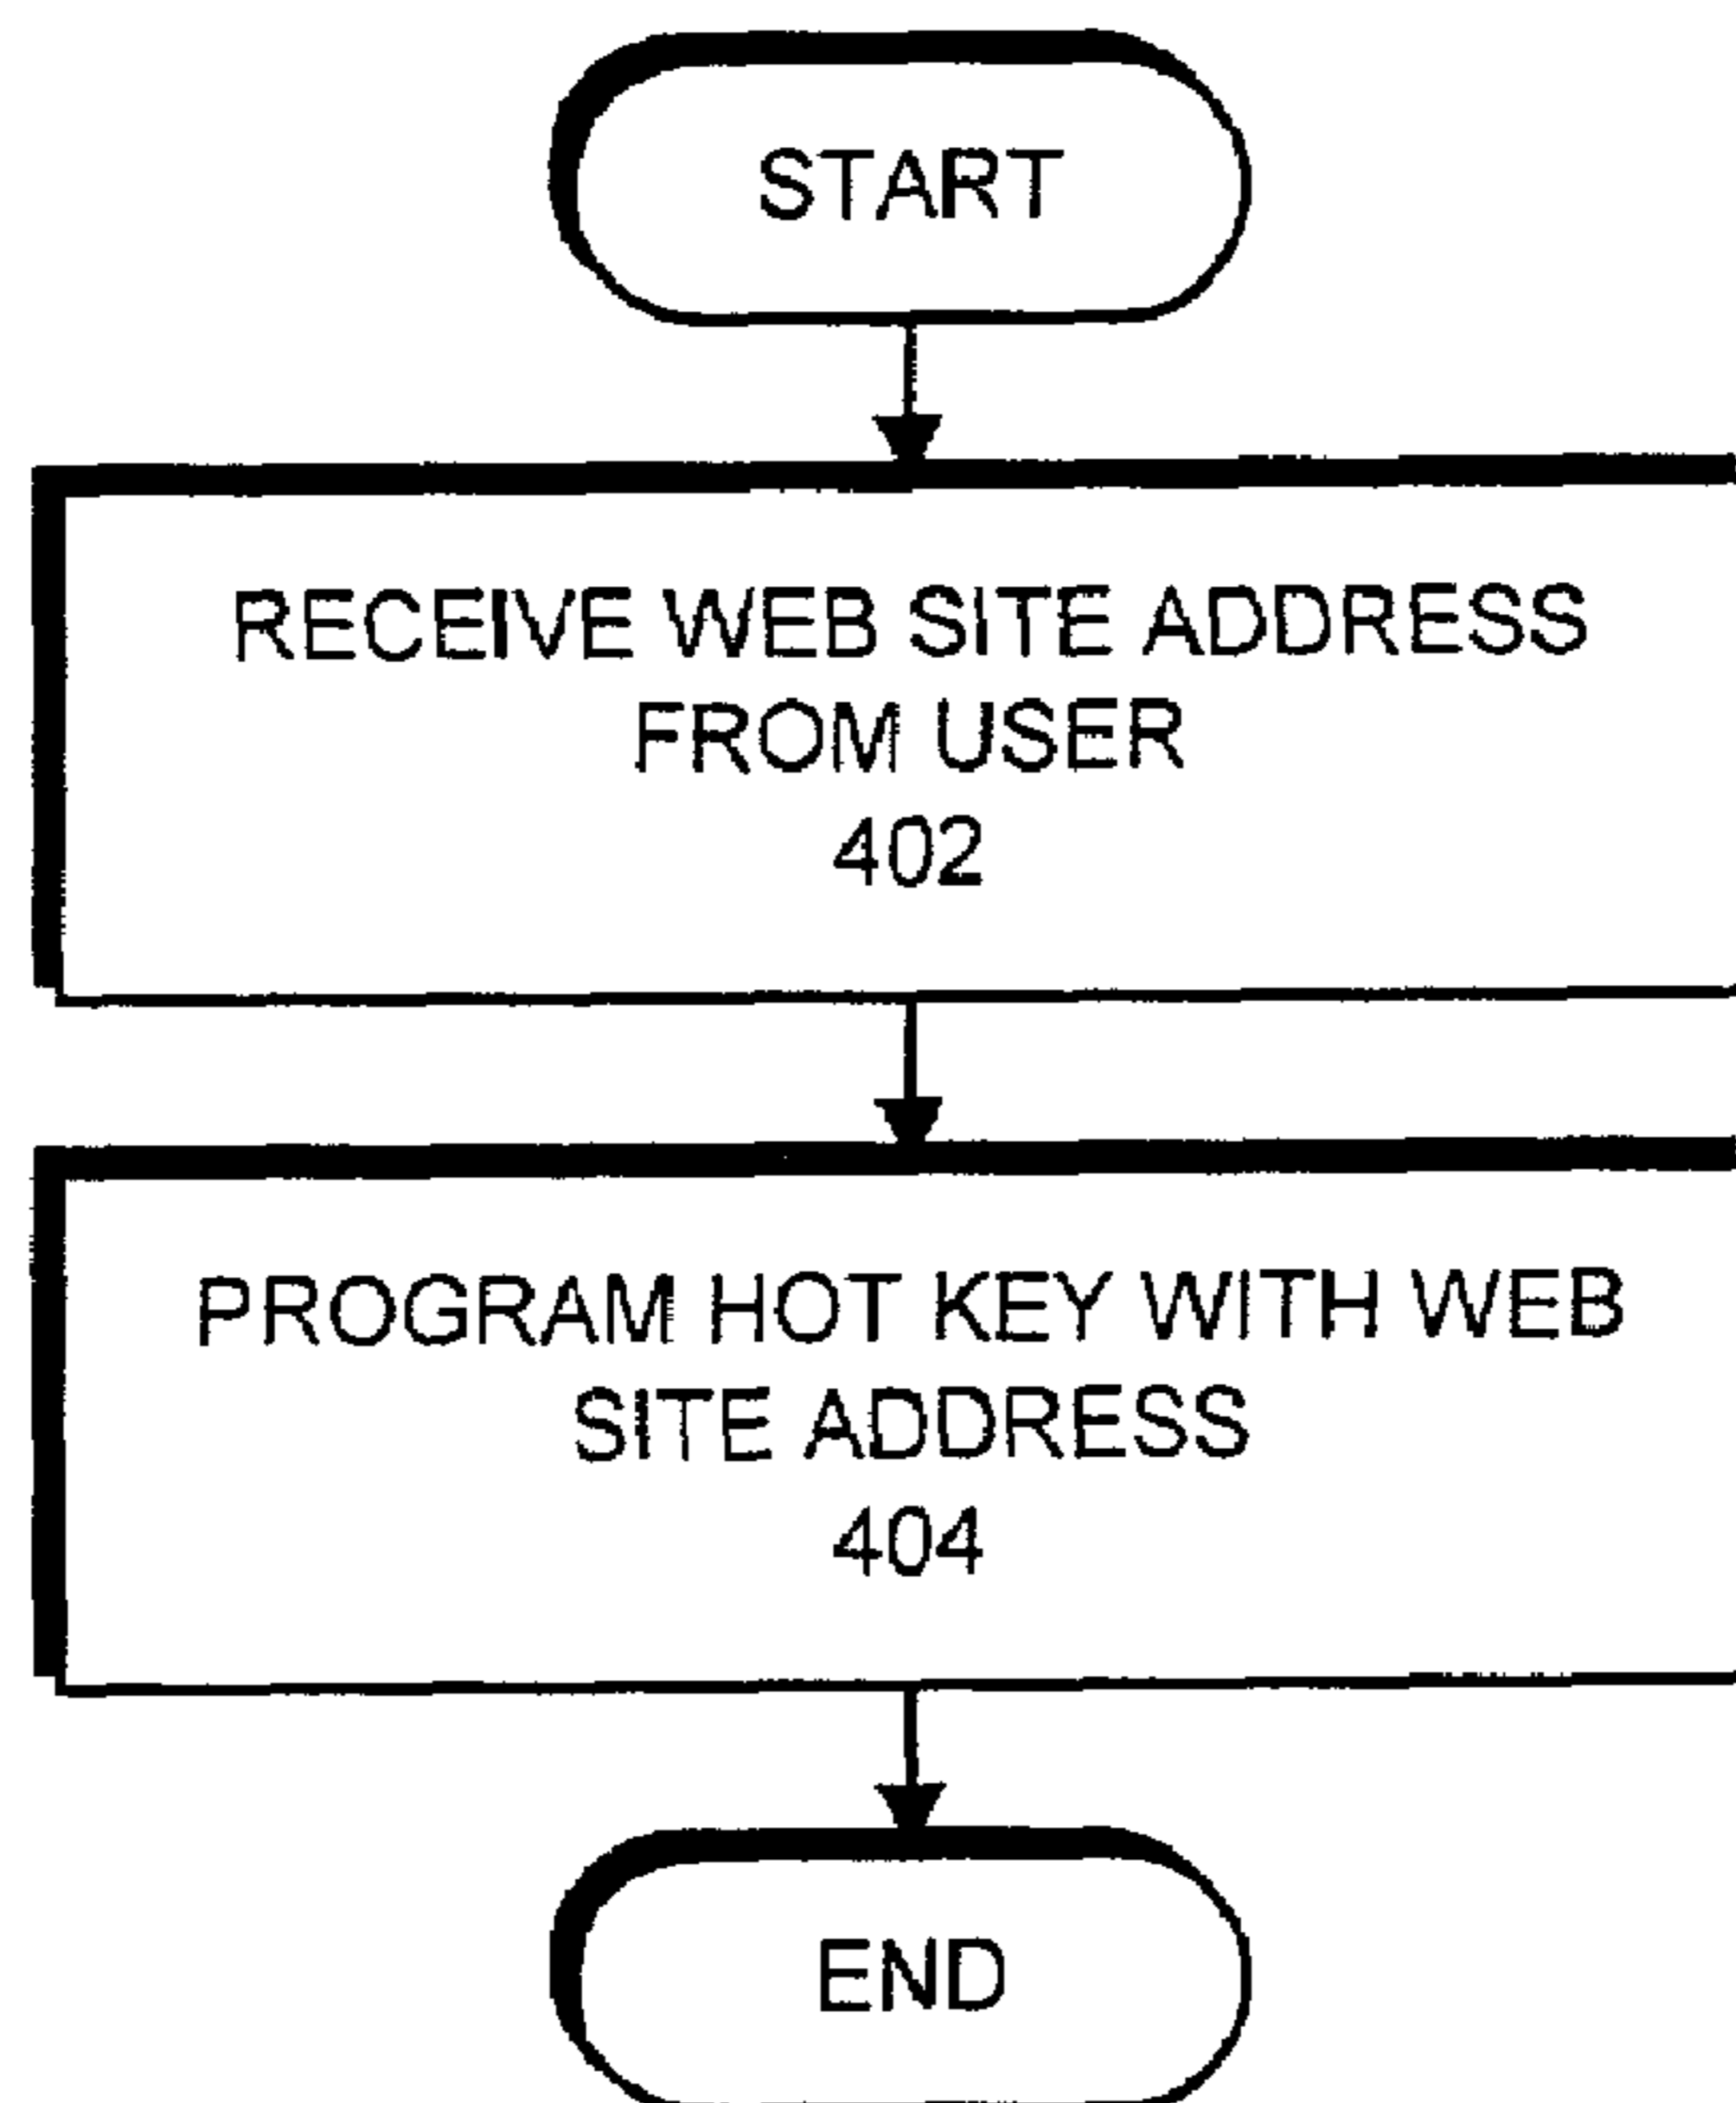 START
RECEIVE WEB SITE ADDRESS
FROM USER
402
PROGRAM HOT KEY WITH WEB
SITE ADDRESS
404
END